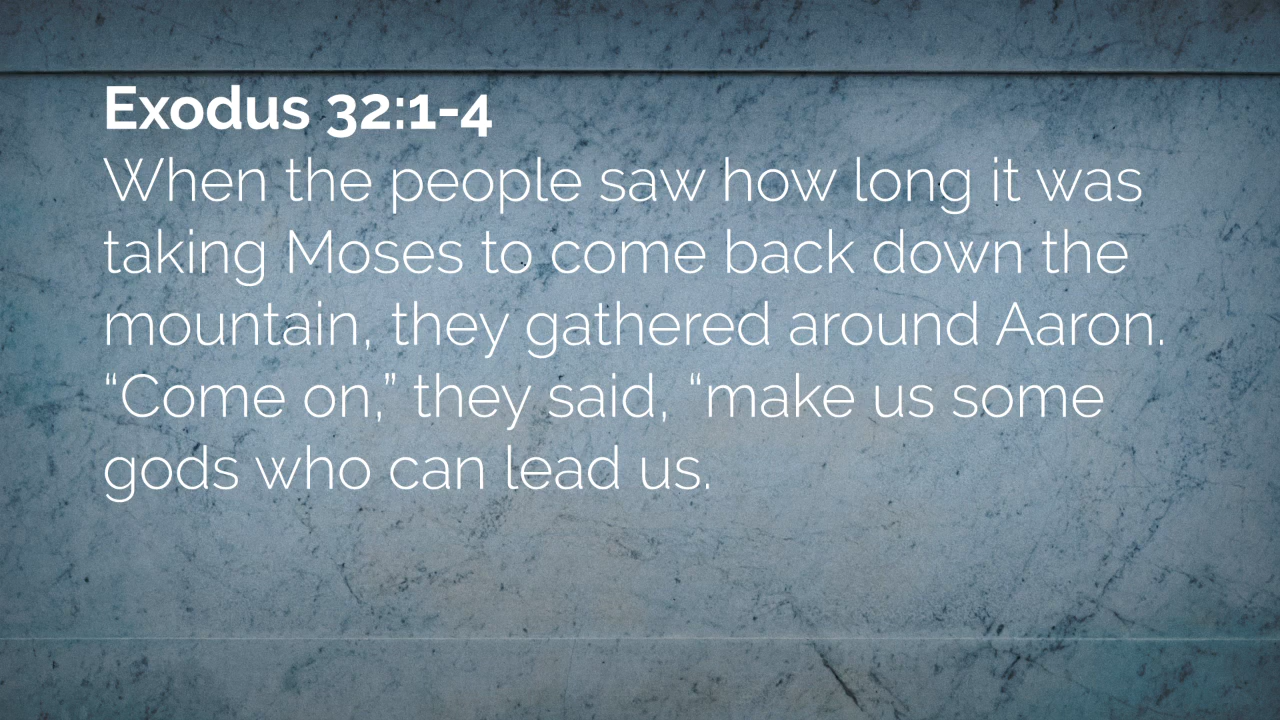 Exodus 32:1-4
When the people saw how long it was
taking Moses to come back down the
mountain, they gathered around Aaron.
“Come on,” they said, “make us some
gods who can lead us.